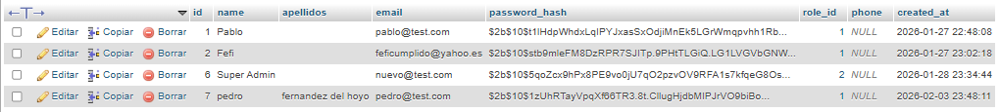 id name apellidos email password_hash role_id phone created_at
Editar Copiar Borrar 1 Pablo pablo@test.com $2b$10$t1lHdpWhdxLqIPYJxasSxOdjiMnEk5LGrWmqpvhh1Rb... 1 NULL 2026-01-27 22:48:08
Editar Copiar Borrar 2 Fefi feficumplido@yahoo.es $2b$10$stb9mleFM8DzRPR7SJITp.9PHtTLGiQ.LG1LVGVbGNW... 1 NULL 2026-01-27 23:02:18
Editar Copiar Borrar 6 Super Admin nuevo@test.com $2b$10$5qoZcx9hPx8PE9vo0jU7qO2pzvOV9RFA1s7kfqeG8Os... 2 NULL 2026-01-28 23:34:44
Editar Copiar Borrar 7 pedro fernandez del hoyo pedro@test.com $2b$10$1zUhRTayVpqXf66TR3.8t.CllugHjdbMIPJrVO9biBo... 1 NULL 2026-02-03 23:48:11